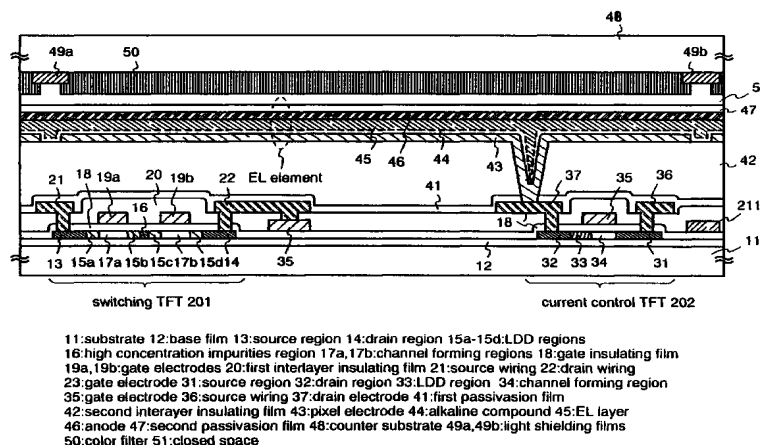 48
49a 50 49b
5
47
42
45 46 44 43
EL element
21 18 19a 20 19b 22 41 37 35 36
211
16 18
13 15a 17a 15b 15c 17b 15d 14 35 12 32 33 34 31 11
switching TFT 201 current control TFT 202
11:substrate 12:base film 13:source region 14:drain region 15a-15d:LDD regions
16:high concentration impurities region 17a,17b:channel forming regions 18:gate insulating film
19a,19b:gate electrodes 20:first interlayer insulating film 21:source wiring 22:drain wiring
23:gate electrode 31:source region 32:drain region 33:LDD region 34:channel forming region
35:gate electrode 36:source wiring 37:drain electrode 41:first passivation film
42:second interayer insulating film 43:pixel electrode 44:alkaline compound 45:EL layer
46:anode 47:second passivation film 48:counter substrate 49a,49b:light shielding films
50:color filter 51:closed space